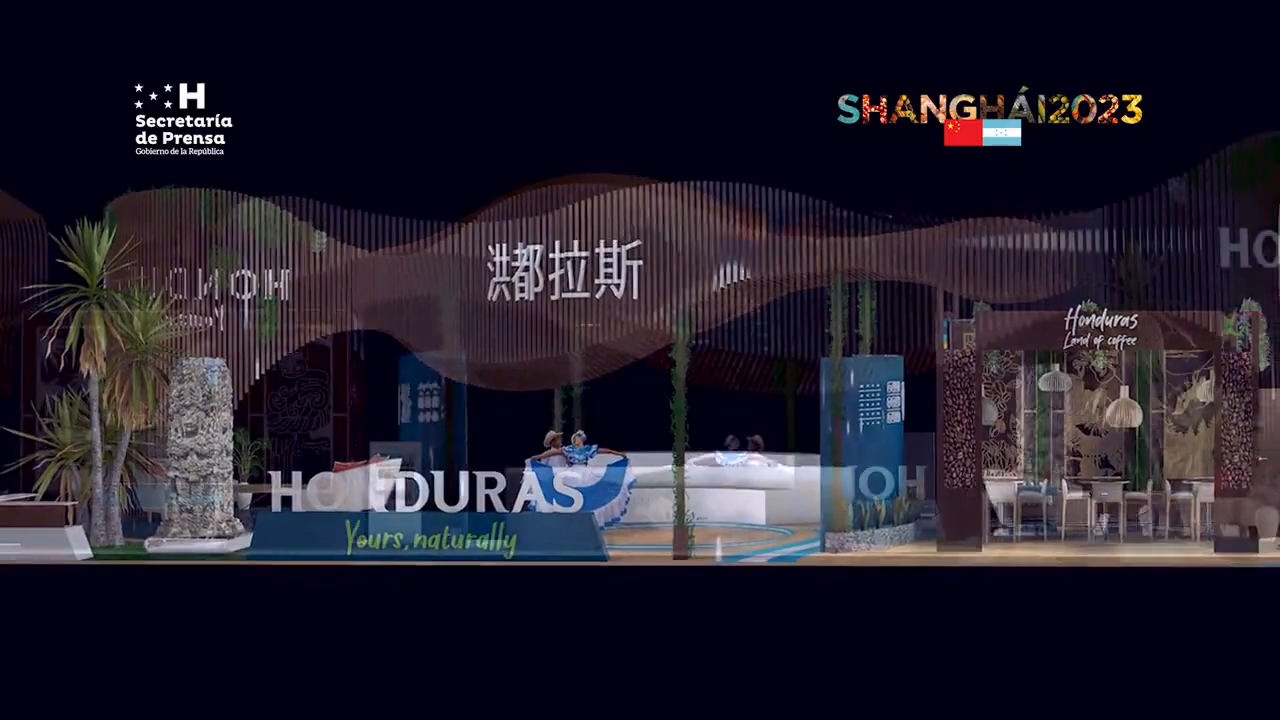 H
Secretaría
de Prensa
Gobierno de la República
SHANGHÁI2023
洪都拉斯
HO
Honduras
Land of coffee
HONDURAS
Yours, naturally